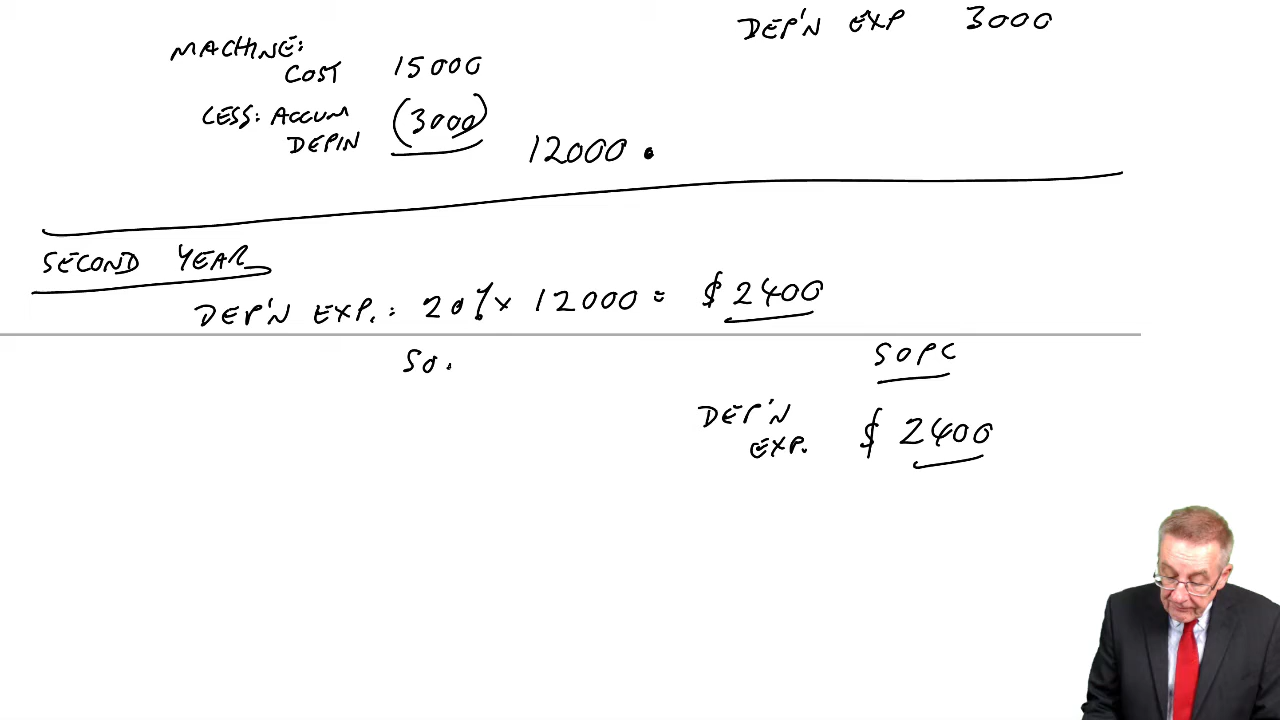 DEP'N EXP 3000
MACHINE:
COST 15000
LESS: ACCUM
DEP'N (3000)
12000
SECOND YEAR
DEP'N EXP. : 20% x 12000 = $ 2400
SO.
SOPL
DEP'N
EXP. $ 2400